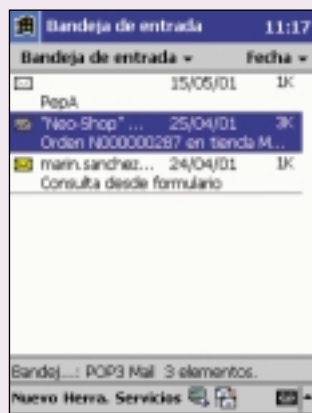 Bandeja de entrada 11:17
Bandeja de entrada Fecha
15/05/01 1K
PepA
"Neo-Shop" ... 25/04/01 3K
Orden N000000287 en tienda M...
marin.sanchez... 24/04/01 1K
Consulta desde formulario
Bandej...: POP3 Mail 3 elementos.
Nuevo Herra. Servicios